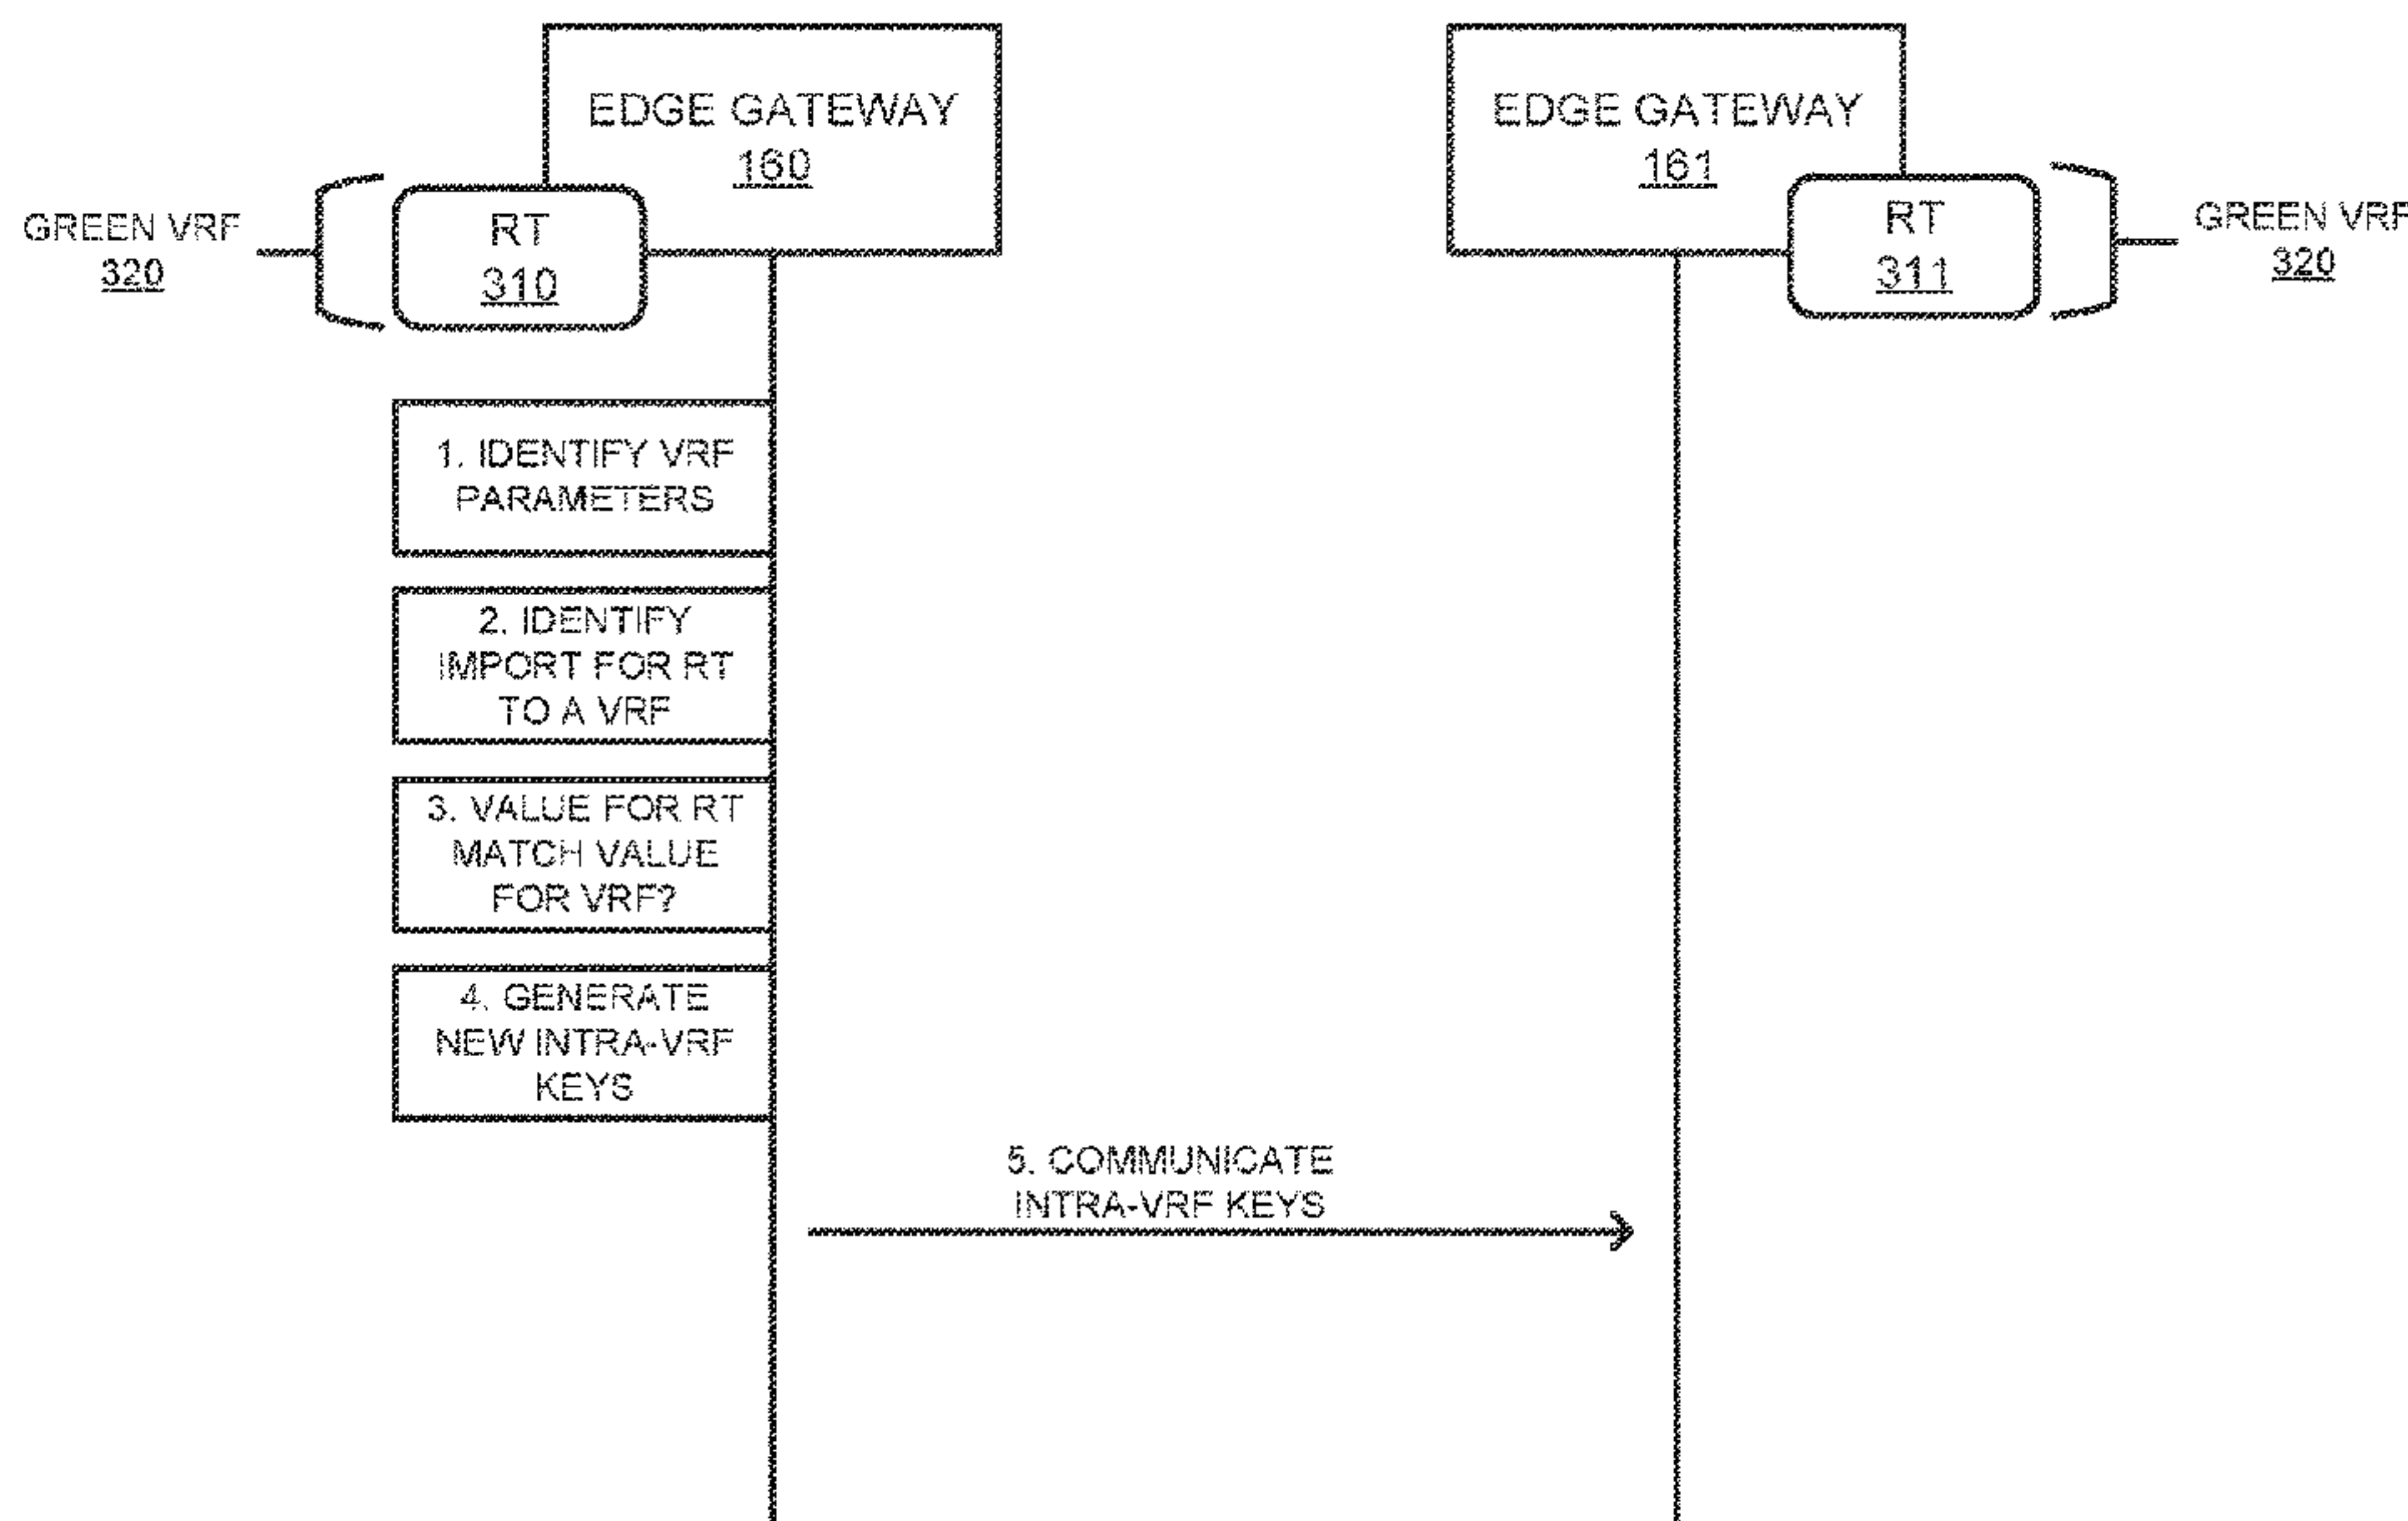 EDGE GATEWAY
160
EDGE GATEWAY
161
GREEN VRF
320
RT
310
RT
311
GREEN VRF
320
1. IDENTIFY VRF
PARAMETERS
2. IDENTIFY
IMPORT FOR RT
TO A VRF
3. VALUE FOR RT
MATCH VALUE
FOR VRF?
4. GENERATE
NEW INTRA-VRF
KEYS
5. COMMUNICATE
INTRA-VRF KEYS